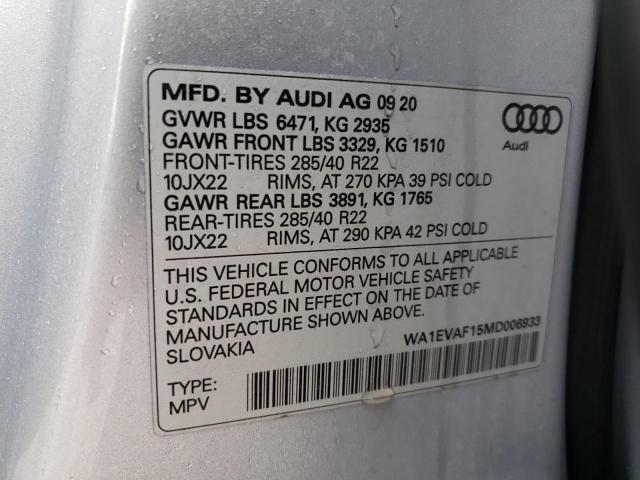 MFD. BY AUDI AG 09 20
GVWR LBS 6471, KG 2935
GAWR FRONT LBS 3329, KG 1510
FRONT-TIRES 285/40 R22
10JX22 RIMS, AT 270 KPA 39 PSI COLD
GAWR REAR LBS 3891, KG 1765
REAR-TIRES 285/40 R22
10JX22 RIMS, AT 290 KPA 42 PSI COLD
Audi
THIS VEHICLE CONFORMS TO ALL APPLICABLE
U.S. FEDERAL MOTOR VEHICLE SAFETY
STANDARDS IN EFFECT ON THE DATE OF
MANUFACTURE SHOWN ABOVE.
SLOVAKIA
WA1EVAF15MD006933
TYPE:
MPV